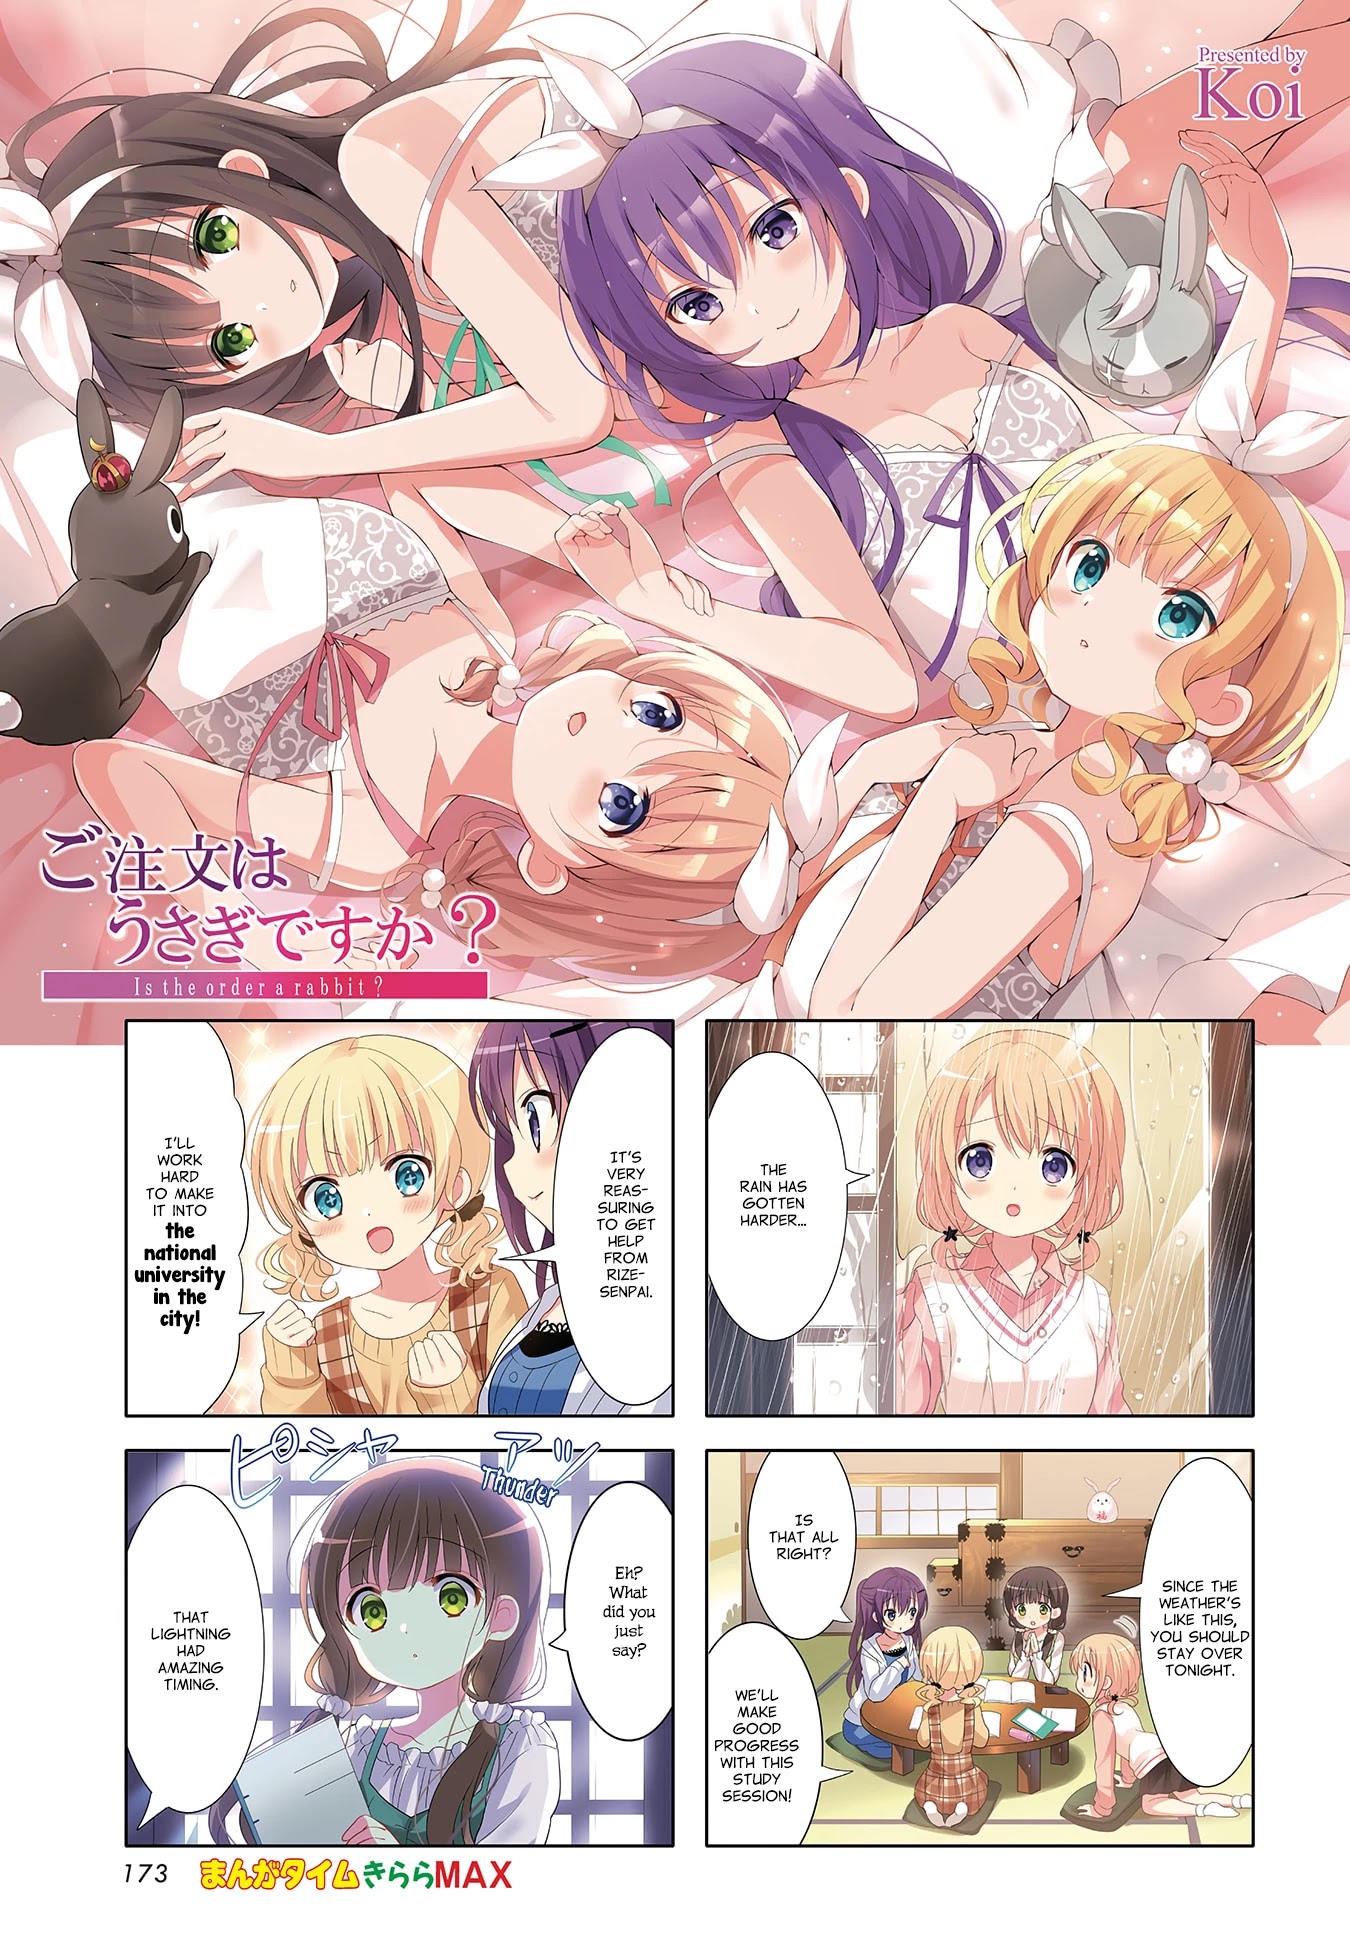 Presented by
Koi
ご注文は
うさぎですか?
Is the order a rabbit?
THE
RAIN HAS
GOTTEN
HARDER...
SINCE THE
WEATHER'S
LIKE THIS,
YOU SHOULD
STAY OVER
TONIGHT.
IS
THAT ALL
RIGHT?
WE'LL
MAKE
GOOD
PROGRESS
WITH THIS
STUDY
SESSION!
福
IT'S
VERY
REAS-
SURING
TO GET
HELP
FROM
RIZE-
SENPAI.
I'LL
WORK
HARD
TO MAKE
IT INTO
the
national
university
in the
city!
ピシャアッ
Thunder
Eh?
What
did you
just
say?
THAT
LIGHTNING
HAD
AMAZING
TIMING.
173
まんがタイムきららMAX